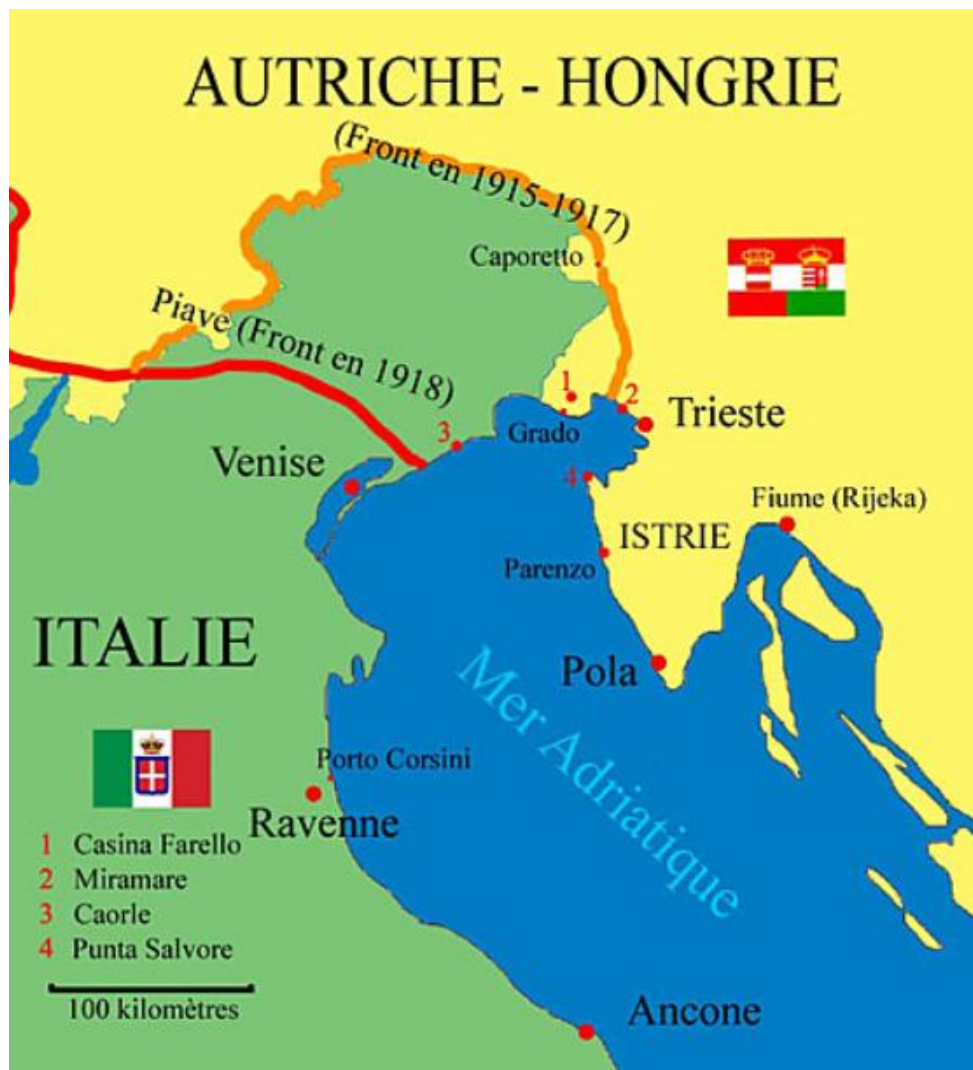 AUTRICHE - HONGRIE
(Front en 1915-1917)
Caporetto
Piave (Front en 1918)
1
2
Trieste
Grado
3
Venise
4
Fiume (Rijeka)
ISTRIE
Parenzo
ITALIE
Pola
Mer Adriatique
Porto Corsini
Ravenne
1 Casina Farello
2 Miramare
3 Caorle
4 Punta Salvore
100 kilomètres
Ancone